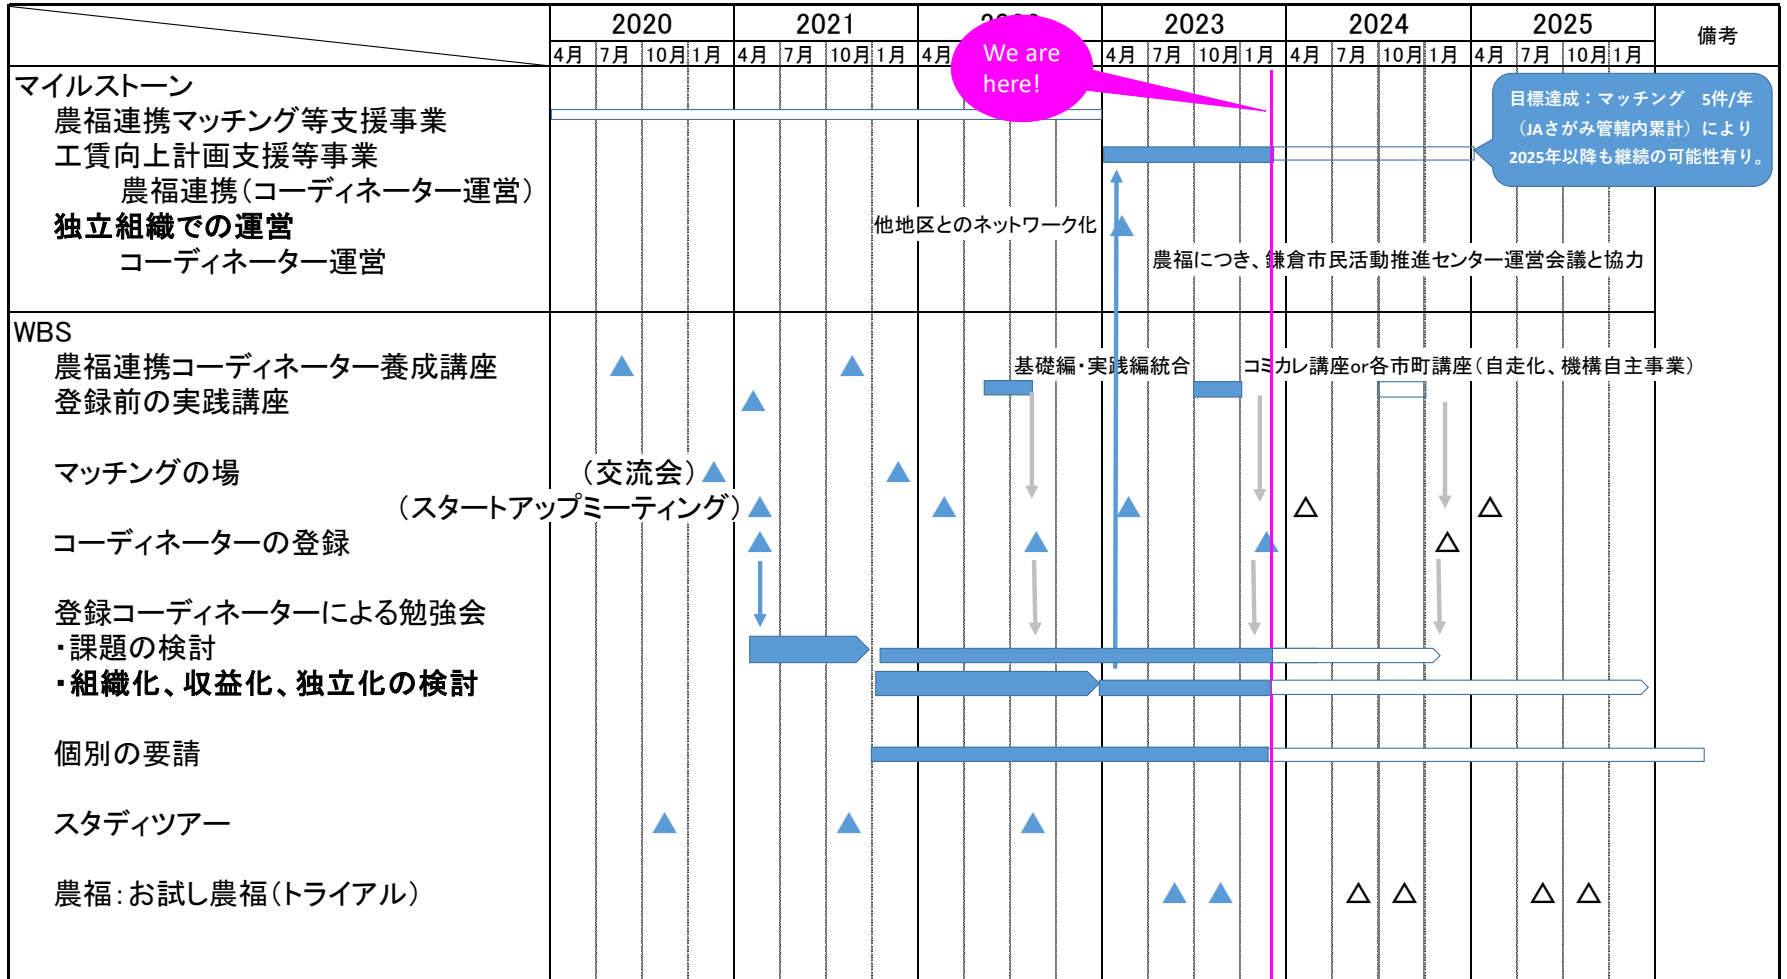 2020 2021 2023 2024 2025 備考
4月 7月 10月 1月 4月 7月 10月 1月 4月 4月 7月 10月 1月 4月 7月 10月 1月 4月 7月 10月 1月
We are
here!
マイルストーン
農福連携マッチング等支援事業
工賃向上計画支援等事業
農福連携(コーディネーター運営)
独立組織での運営
コーディネーター運営
目標達成:マッチング 5件/年
(JAさがみ管轄内累計)により
2025年以降も継続の可能性有り。
他地区とのネットワーク化
農福につき、鎌倉市民活動推進センター運営会議と協力
WBS
農福連携コーディネーター養成講座
基礎編・実践編統合
コミカレ講座or各市町講座(自走化、機構自主事業)
登録前の実践講座
マッチングの場 (交流会)
(スタートアップミーティング)
コーディネーターの登録
登録コーディネーターによる勉強会
・課題の検討
・組織化、収益化、独立化の検討
個別の要請
スタディツアー
農福:お試し農福(トライアル)